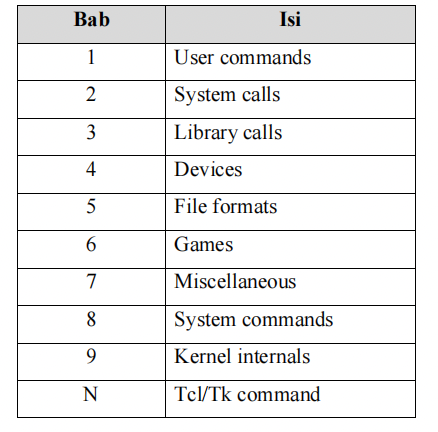 Bab Isi
1 User commands
2 System calls
3 Library calls
4 Devices
5 File formats
6 Games
7 Miscellaneous
8 System commands
9 Kernel internals
N Tcl/Tk command